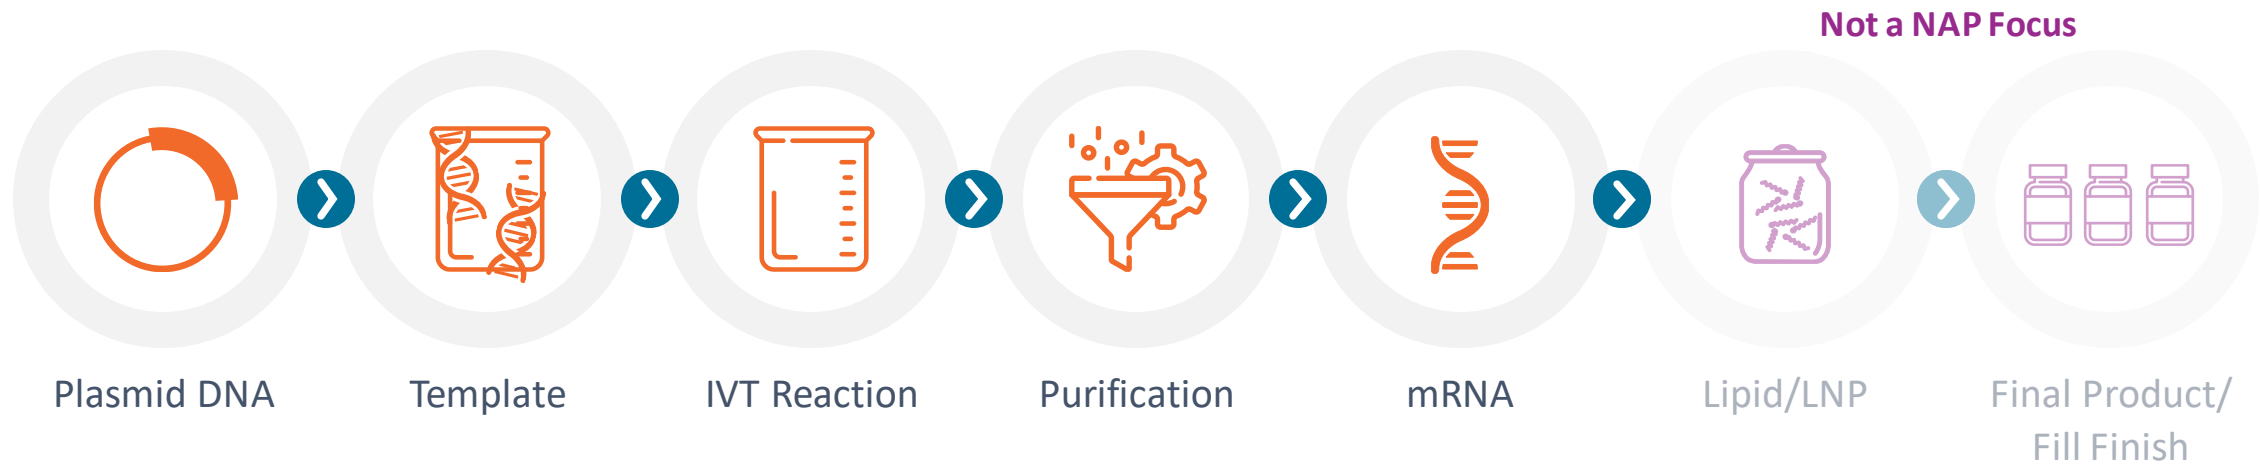 Not a NAP Focus
Plasmid DNA
Template
IVT Reaction
Purification
mRNA
Lipid/LNP
Final Product/
Fill Finish